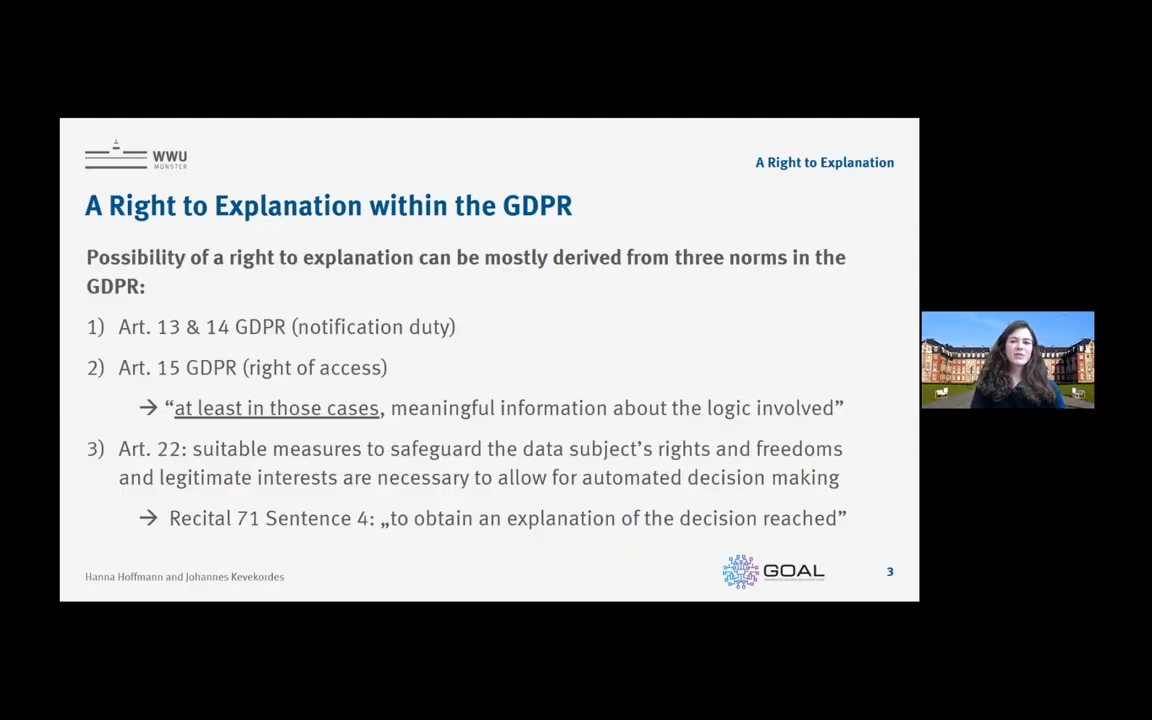 WWU
MÜNSTER
A Right to Explanation
A Right to Explanation within the GDPR
Possibility of a right to explanation can be mostly derived from three norms in the
GDPR:
1) Art. 13 & 14 GDPR (notification duty)
2) Art. 15 GDPR (right of access)
→ “at least in those cases, meaningful information about the logic involved”
3) Art. 22: suitable measures to safeguard the data subject’s rights and freedoms
and legitimate interests are necessary to allow for automated decision making
→ Recital 71 Sentence 4: „to obtain an explanation of the decision reached”
Hanna Hoffmann and Johannes Kevekordes
GOAL
3